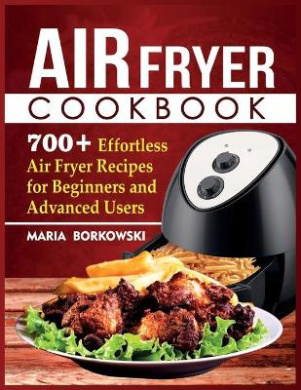 AIR FRYER
COOKBOOK
700+ Effortless
Air Fryer Recipes
for Beginners and
Advanced Users
MARIA BORKOWSKI